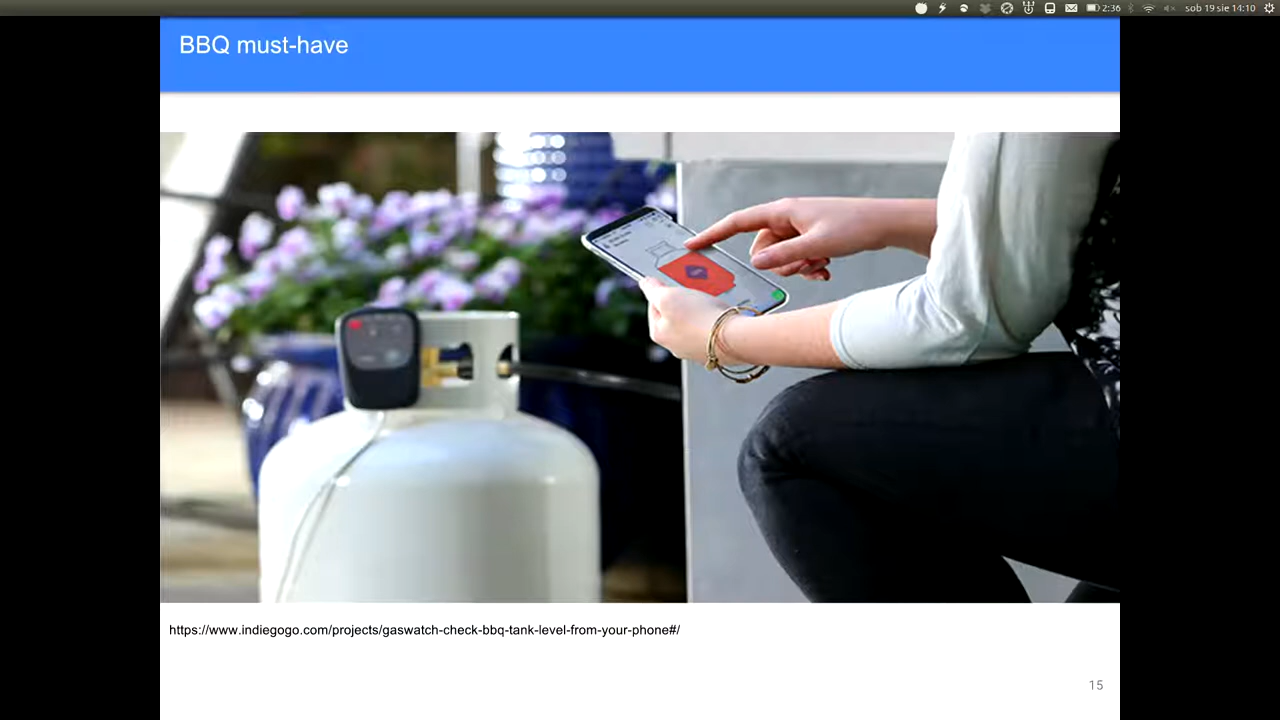 2:36 sob 19 sie 14:10
BBQ must-have
https://www.indiegogo.com/projects/gaswatch-check-bbq-tank-level-from-your-phone#/
15